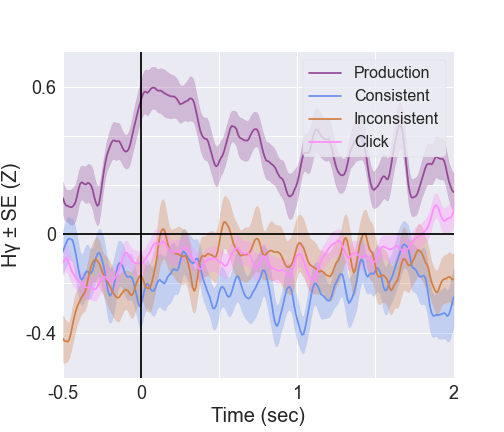 Production
Consistent
Inconsistent
Click
Hγ ± SE (Z)
0.6
0
-0.4
-0.5
0
1
2
Time (sec)